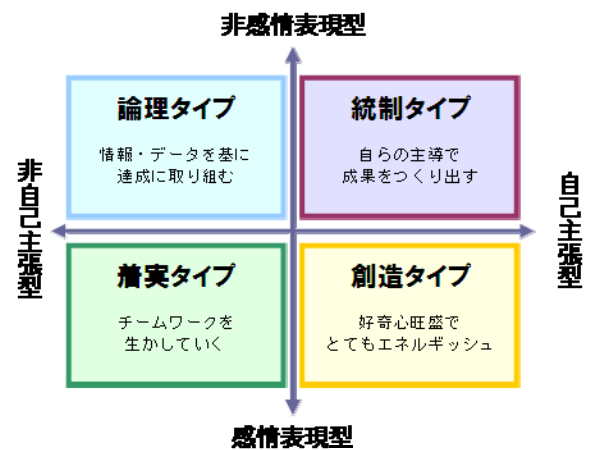 非感情表現型
論理タイプ
情報・データを基に
達成に取り組む
統制タイプ
自らの主導で
成果をつくり出す
非自己主張型
自己主張型
着実タイプ
チームワークを
生かしていく
創造タイプ
好奇心旺盛で
とてもエネルギッシュ
感情表現型